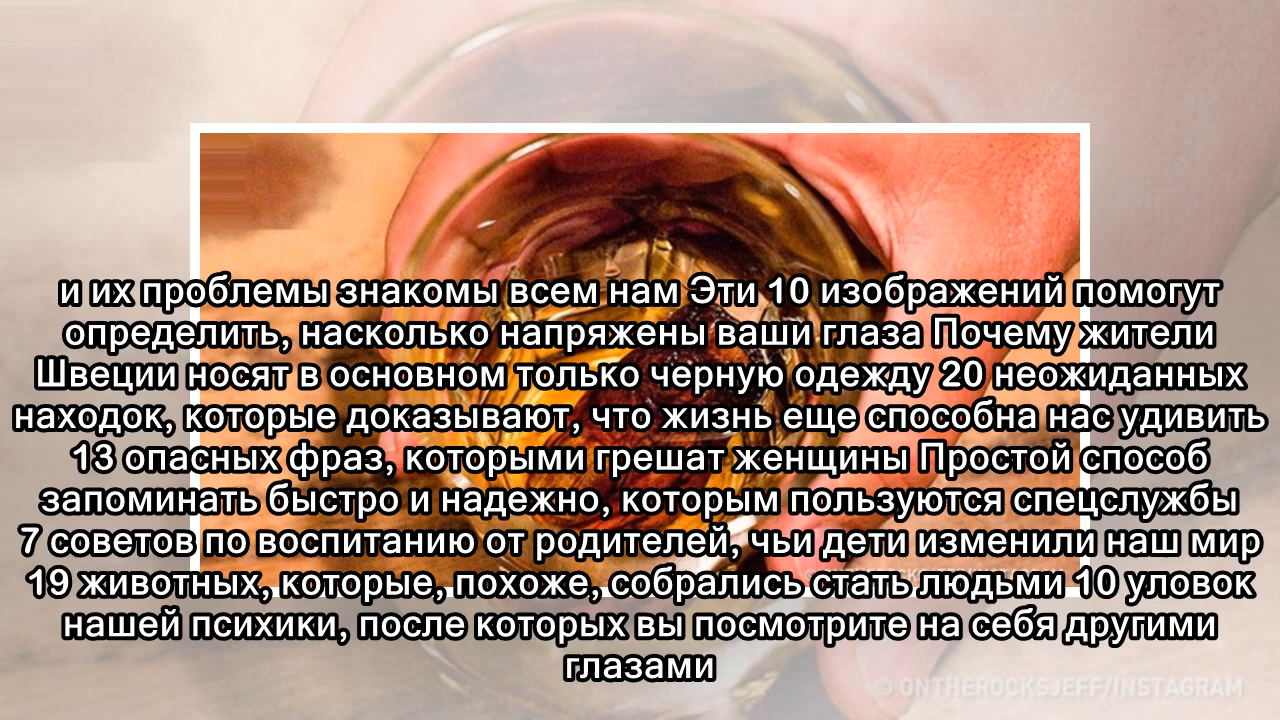 и их проблемы знакомы всем нам Эти 10 изображений помогут
определить, насколько напряжены ваши глаза Почему жители
Швеции носят в основном только черную одежду 20 неожиданных
находок, которые доказывают, что жизнь еще способна нас удивить
13 опасных фраз, которыми грешат женщины Простой способ
запоминать быстро и надежно, которым пользуются спецслужбы
7 советов по воспитанию от родителей, чьи дети изменили наш мир
19 животных, которые, похоже, собрались стать людьми 10 уловок
нашей психики, после которых вы посмотрите на себя другими
глазами
© ONTHEROCKSJEFF/INSTAGRAM